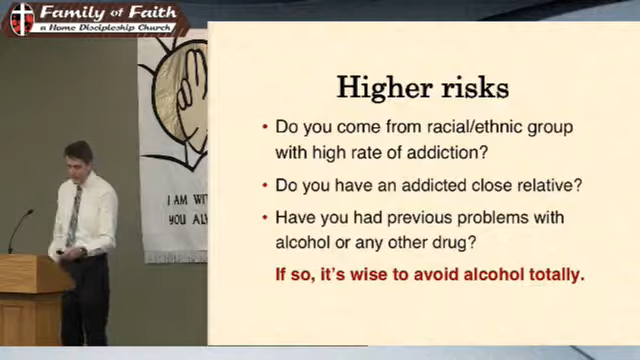 Family of Faith
a Home Discipleship Church
Higher risks
• Do you come from racial/ethnic group
with high rate of addiction?
• Do you have an addicted close relative?
• Have you had previous problems with
alcohol or any other drug?
If so, it's wise to avoid alcohol totally.
I AM WIT
YOU AL